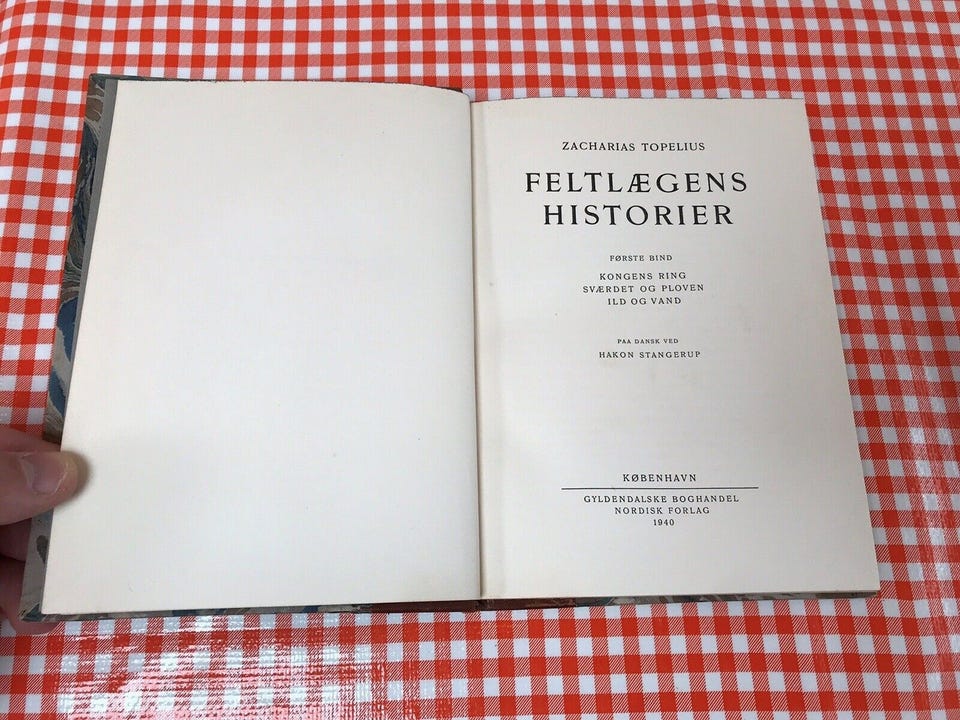 ZACHARIAS TOPELIUS
FELTLÆGENS
HISTORIER
FØRSTE BIND
KONGENS RING
SVÆRDET OG PLOVEN
ILD OG VAND
PAA DANSK VED
HAKON STANGERUP
KØBENHAVN
GYLDENDALSKE BOGHANDEL
NORDISK FORLAG
1940